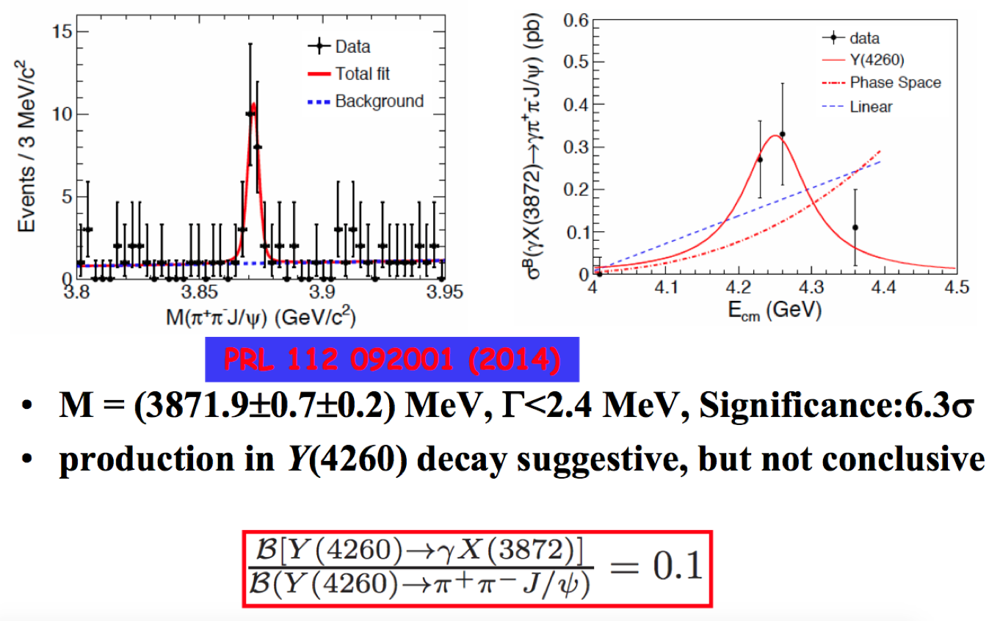 Events / 3 MeV/c²
15
10
5
0
Data
Total fit
Background
3.8 3.85 3.9 3.95
M(π⁺π⁻J/ψ) (GeV/c²)
σᴮ(γX(3872)→γπ⁺π⁻J/ψ) (pb)
0.6
0.5
0.4
0.3
0.2
0.1
0
data
Y(4260)
Phase Space
Linear
4 4.1 4.2 4.3 4.4 4.5
E_cm (GeV)
PRL 112 092001 (2014)
• M = (3871.9±0.7±0.2) MeV, Γ<2.4 MeV, Significance:6.3σ
• production in Y(4260) decay suggestive, but not conclusive
ℬ[Y(4260)→γX(3872)]
ℬ(Y(4260)→π⁺π⁻J/ψ)
= 0.1